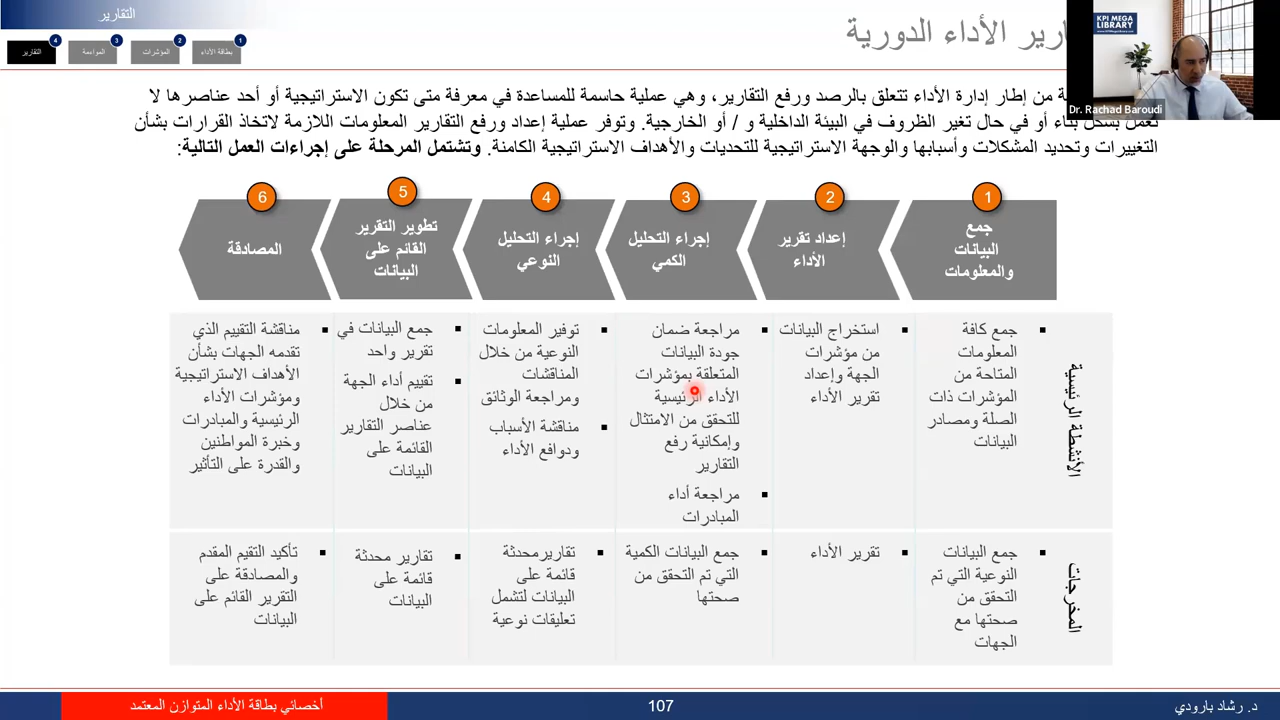 التقارير
1 بطاقة الأداء
2 المؤشرات
3 المواءمة
4 التقارير
KPI MEGA
LIBRARY
Dr. Rachad Baroudi
الأداء الدورية
من إطار إدارة الأداء تتعلق بالرصد ورفع التقارير، وهي عملية حاسمة للمساعدة في معرفة متى تكون الاستراتيجية أو أحد عناصرها لا
تعمل بشكل بناء أو في حال تغير الظروف في البيئة الداخلية و / أو الخارجية. وتوفر عملية إعداد ورفع التقرير المعلومات اللازمة لاتخاذ القرارات بشأن
التغييرات وتحديد المشكلات وأسبابها والوجهة الاستراتيجية للتحديات والأهداف الاستراتيجية الكامنة. وتشتمل المرحلة على إجراءات العمل التالية:
1
جمع
البيانات
والمعلومات
2
إعداد تقرير
الأداء
3
إجراء التحليل
الكمي
4
إجراء التحليل
النوعي
5
تطوير التقرير
القائم على
البيانات
6
المصادقة
الأنشطة الرئيسية
▪ جمع كافة
المعلومات
المتاحة من
المؤشرات ذات
الصلة ومصادر
البيانات
▪ استخراج البيانات
من مؤشرات
الجهة وإعداد
تقرير الأداء
▪ مراجعة ضمان
جودة البيانات
المتعلقة بمؤشرات
الأداء الرئيسية
للتحقق من الامتثال
وإمكانية رفع
التقارير
▪ مراجعة أداء
المبادرات
▪ توفير المعلومات
النوعية من خلال
المناقشات
ومراجعة الوثائق
▪ مناقشة الأسباب
ودوافع الأداء
▪ جمع البيانات في
تقرير واحد
▪ تقييم أداء الجهة
من خلال
عناصر التقارير
القائمة على
البيانات
▪ مناقشة التقييم الذي
تقدمه الجهات بشأن
الأهداف الاستراتيجية
ومؤشرات الأداء
الرئيسية والمبادرات
وخبرة المواطنين
والقدرة على التأثير
المخرجات
▪ جمع البيانات
النوعية التي تم
التحقق من
صحتها مع
الجهات
▪ تقرير الأداء
▪ جمع البيانات الكمية
التي تم التحقق من
صحتها
▪ تقاريرمحدثة
قائمة على
البيانات لتشمل
تعليقات نوعية
▪ تقارير محدثة
قائمة على
البيانات
▪ تأكيد التقيم المقدم
والمصادقة على
التقرير القائم على
البيانات
د. رشاد بارودي
107
أخصائي بطاقة الأداء المتوازن المعتمد